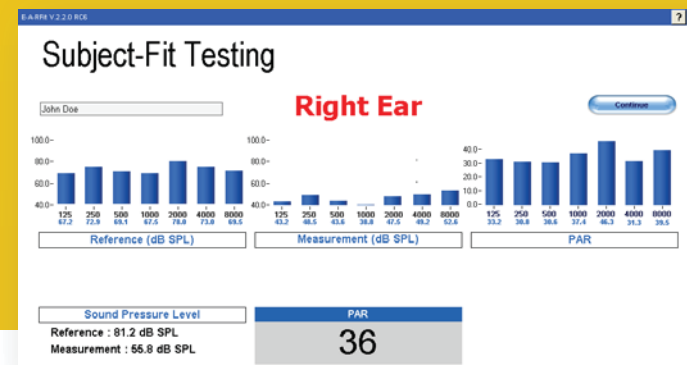 E-A-RFit V.2.2.0 RC6
?
Subject-Fit Testing
John Doe
Right Ear
Continue
100.0-
80.0-
60.0-
40.0-
125 250 500 1000 2000 4000 8000
67.2 72.9 69.1 67.5 78.8 73.8 69.5
Reference (dB SPL)
100.0-
80.0-
60.0-
40.0-
125 250 500 1000 2000 4000 8000
43.2 48.5 43.6 38.8 47.5 49.2 52.6
Measurement (dB SPL)
40.0-
30.0-
20.0-
10.0-
0.0-
125 250 500 1000 2000 4000 8000
33.2 30.8 30.6 37.4 46.3 31.3 39.5
PAR
Sound Pressure Level
Reference : 81.2 dB SPL
Measurement : 55.8 dB SPL
PAR
36